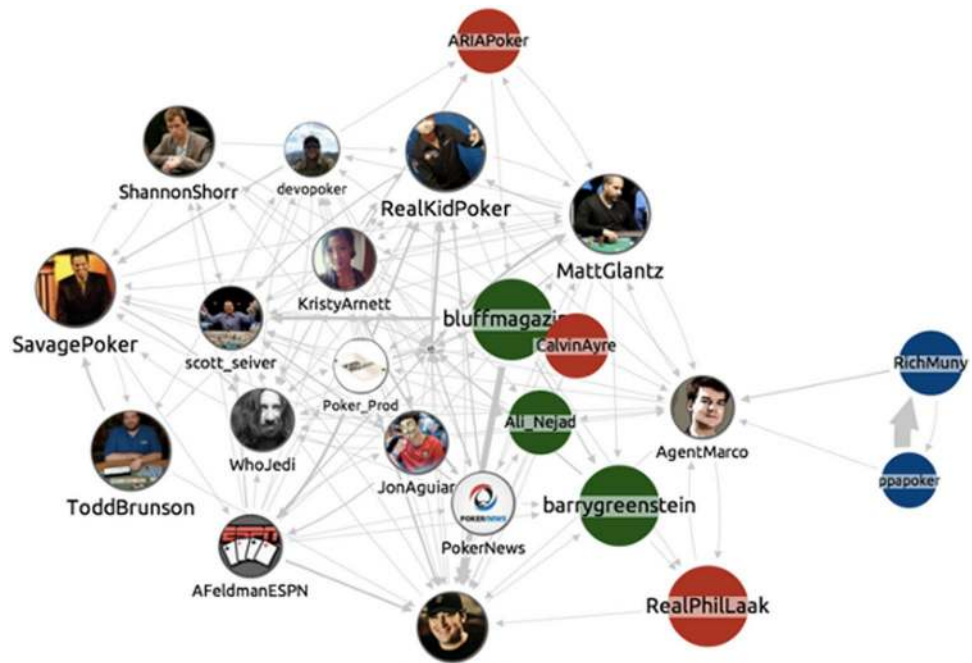 ARIAPoker
ShannonShorr
devopoker
RealKidPoker
MattGlantz
KristyArnett
SavagePoker
scott_seiver
bluffmagazin
CalvinAyre
RichMuny
Poker_Prod
Ali_Nejad
AgentMarco
WhoJedi
JonAguiar
ppapoker
ToddBrunson
POKERNEWS
barrygreenstein
PokerNews
ESPN
AFeldmanESPN
RealPhilLaak